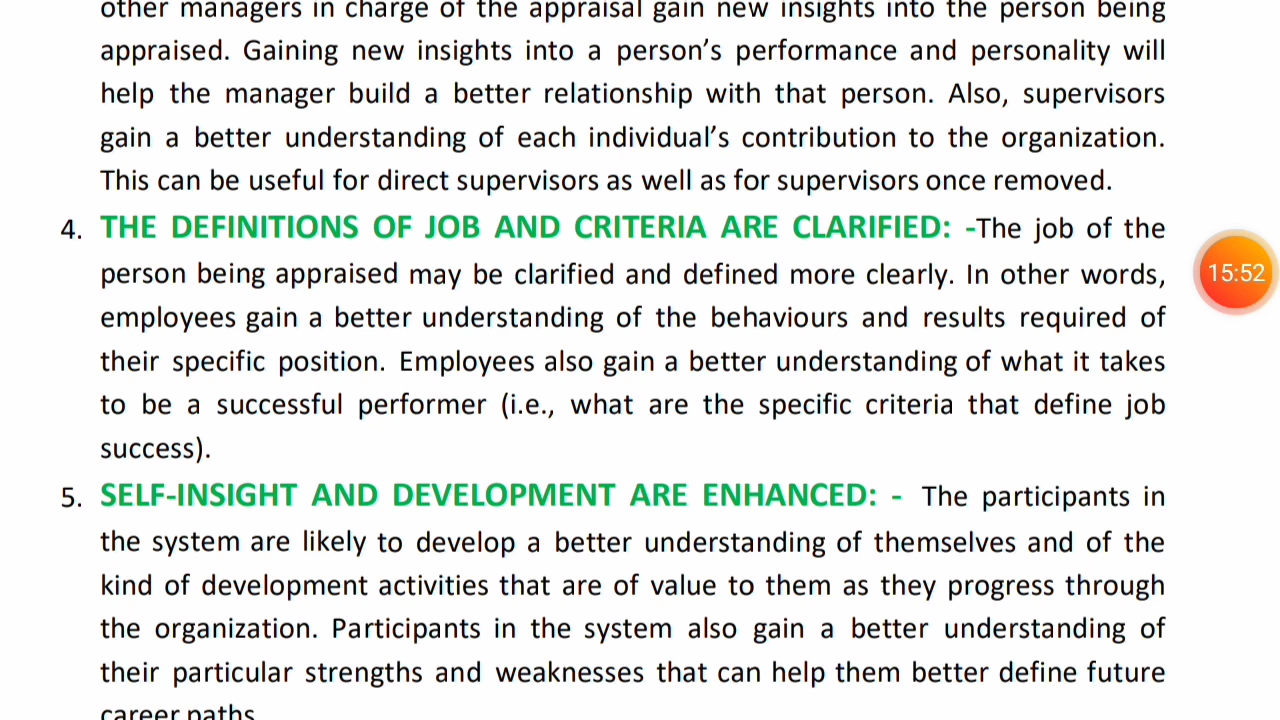 other managers in charge of the appraisal gain new insights into the person being
appraised. Gaining new insights into a person’s performance and personality will
help the manager build a better relationship with that person. Also, supervisors
gain a better understanding of each individual’s contribution to the organization.
This can be useful for direct supervisors as well as for supervisors once removed.
4. THE DEFINITIONS OF JOB AND CRITERIA ARE CLARIFIED: -The job of the
person being appraised may be clarified and defined more clearly. In other words,
employees gain a better understanding of the behaviours and results required of
their specific position. Employees also gain a better understanding of what it takes
to be a successful performer (i.e., what are the specific criteria that define job
success).
5. SELF-INSIGHT AND DEVELOPMENT ARE ENHANCED: - The participants in
the system are likely to develop a better understanding of themselves and of the
kind of development activities that are of value to them as they progress through
the organization. Participants in the system also gain a better understanding of
their particular strengths and weaknesses that can help them better define future
career paths
15:52